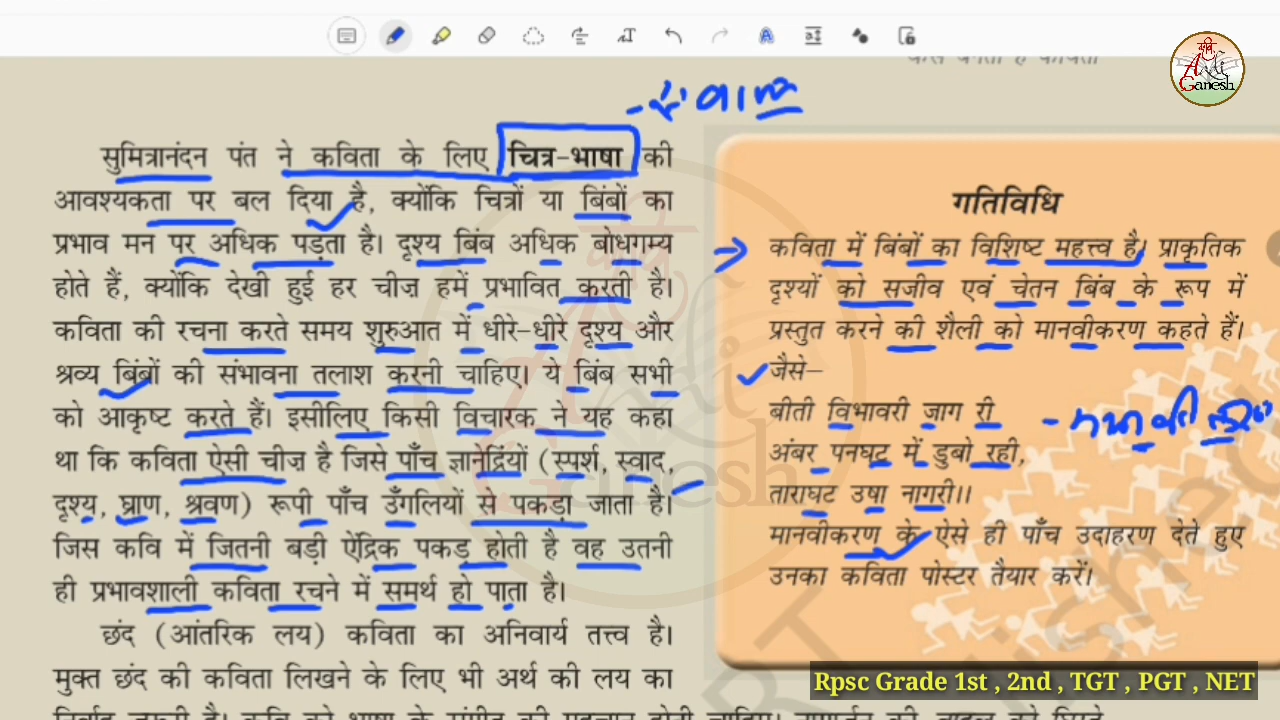 सुमित्रानंदन पंत ने कविता के लिए चित्र-भाषा की
आवश्यकता पर बल दिया है, क्योंकि चित्रों या बिंबों का
प्रभाव मन पर अधिक पड़ता है। दृश्य बिंब अधिक बोधगम्य
होते हैं, क्योंकि देखी हुई हर चीज़ हमें प्रभावित करती है।
कविता की रचना करते समय शुरुआत में धीरे-धीरे दृश्य और
श्रव्य बिंबों की संभावना तलाश करनी चाहिए। ये बिंब सभी
को आकृष्ट करते हैं। इसीलिए किसी विचारक ने यह कहा
था कि कविता ऐसी चीज़ है जिसे पाँच ज्ञानेंद्रियों (स्पर्श, स्वाद,
दृश्य, घ्राण, श्रवण) रूपी पाँच उँगलियों से पकड़ा जाता है।
जिस कवि में जितनी बड़ी ऐंद्रिक पकड़ होती है वह उतनी
ही प्रभावशाली कविता रचने में समर्थ हो पाता है।
छंद (आंतरिक लय) कविता का अनिवार्य तत्त्व है।
मुक्त छंद की कविता लिखने के लिए भी अर्थ की लय का
गतिविधि
कविता में बिंबों का विशिष्ट महत्त्व है। प्राकृतिक
दृश्यों को सजीव एवं चेतन बिंब के रूप में
प्रस्तुत करने की शैली को मानवीकरण कहते हैं।
जैसे–
बीती विभावरी जाग री
अंबर पनघट में डुबो रही,
ताराघट उषा नागरी।।
मानवीकरण के ऐसे ही पाँच उदाहरण देते हुए
उनका कविता पोस्टर तैयार करें।
Ganesh
Rpsc Grade 1st , 2nd , TGT , PGT , NET